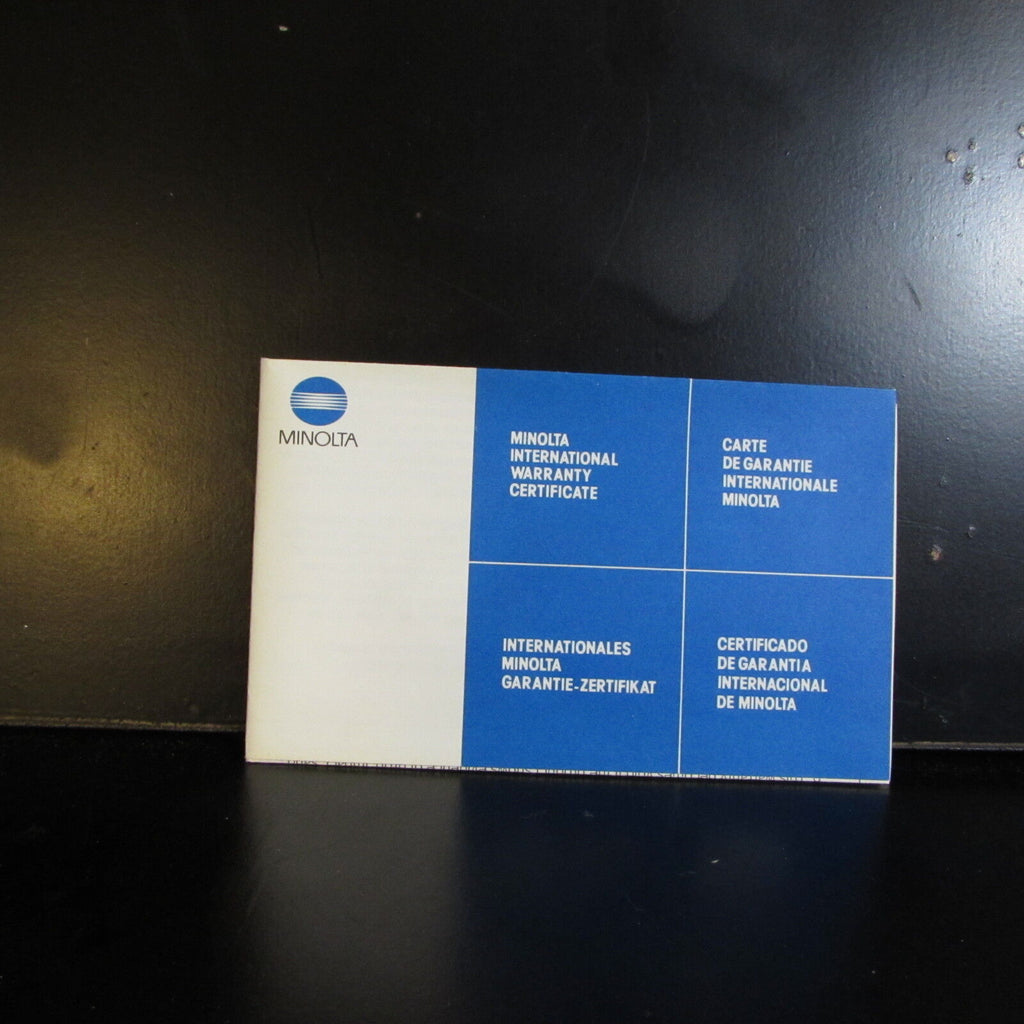 MINOLTA
MINOLTA
INTERNATIONAL
WARRANTY
CERTIFICATE
CARTE
DE GARANTIE
INTERNATIONALE
MINOLTA
INTERNATIONALES
MINOLTA
GARANTIE-ZERTIFIKAT
CERTIFICADO
DE GARANTIA
INTERNACIONAL
DE MINOLTA